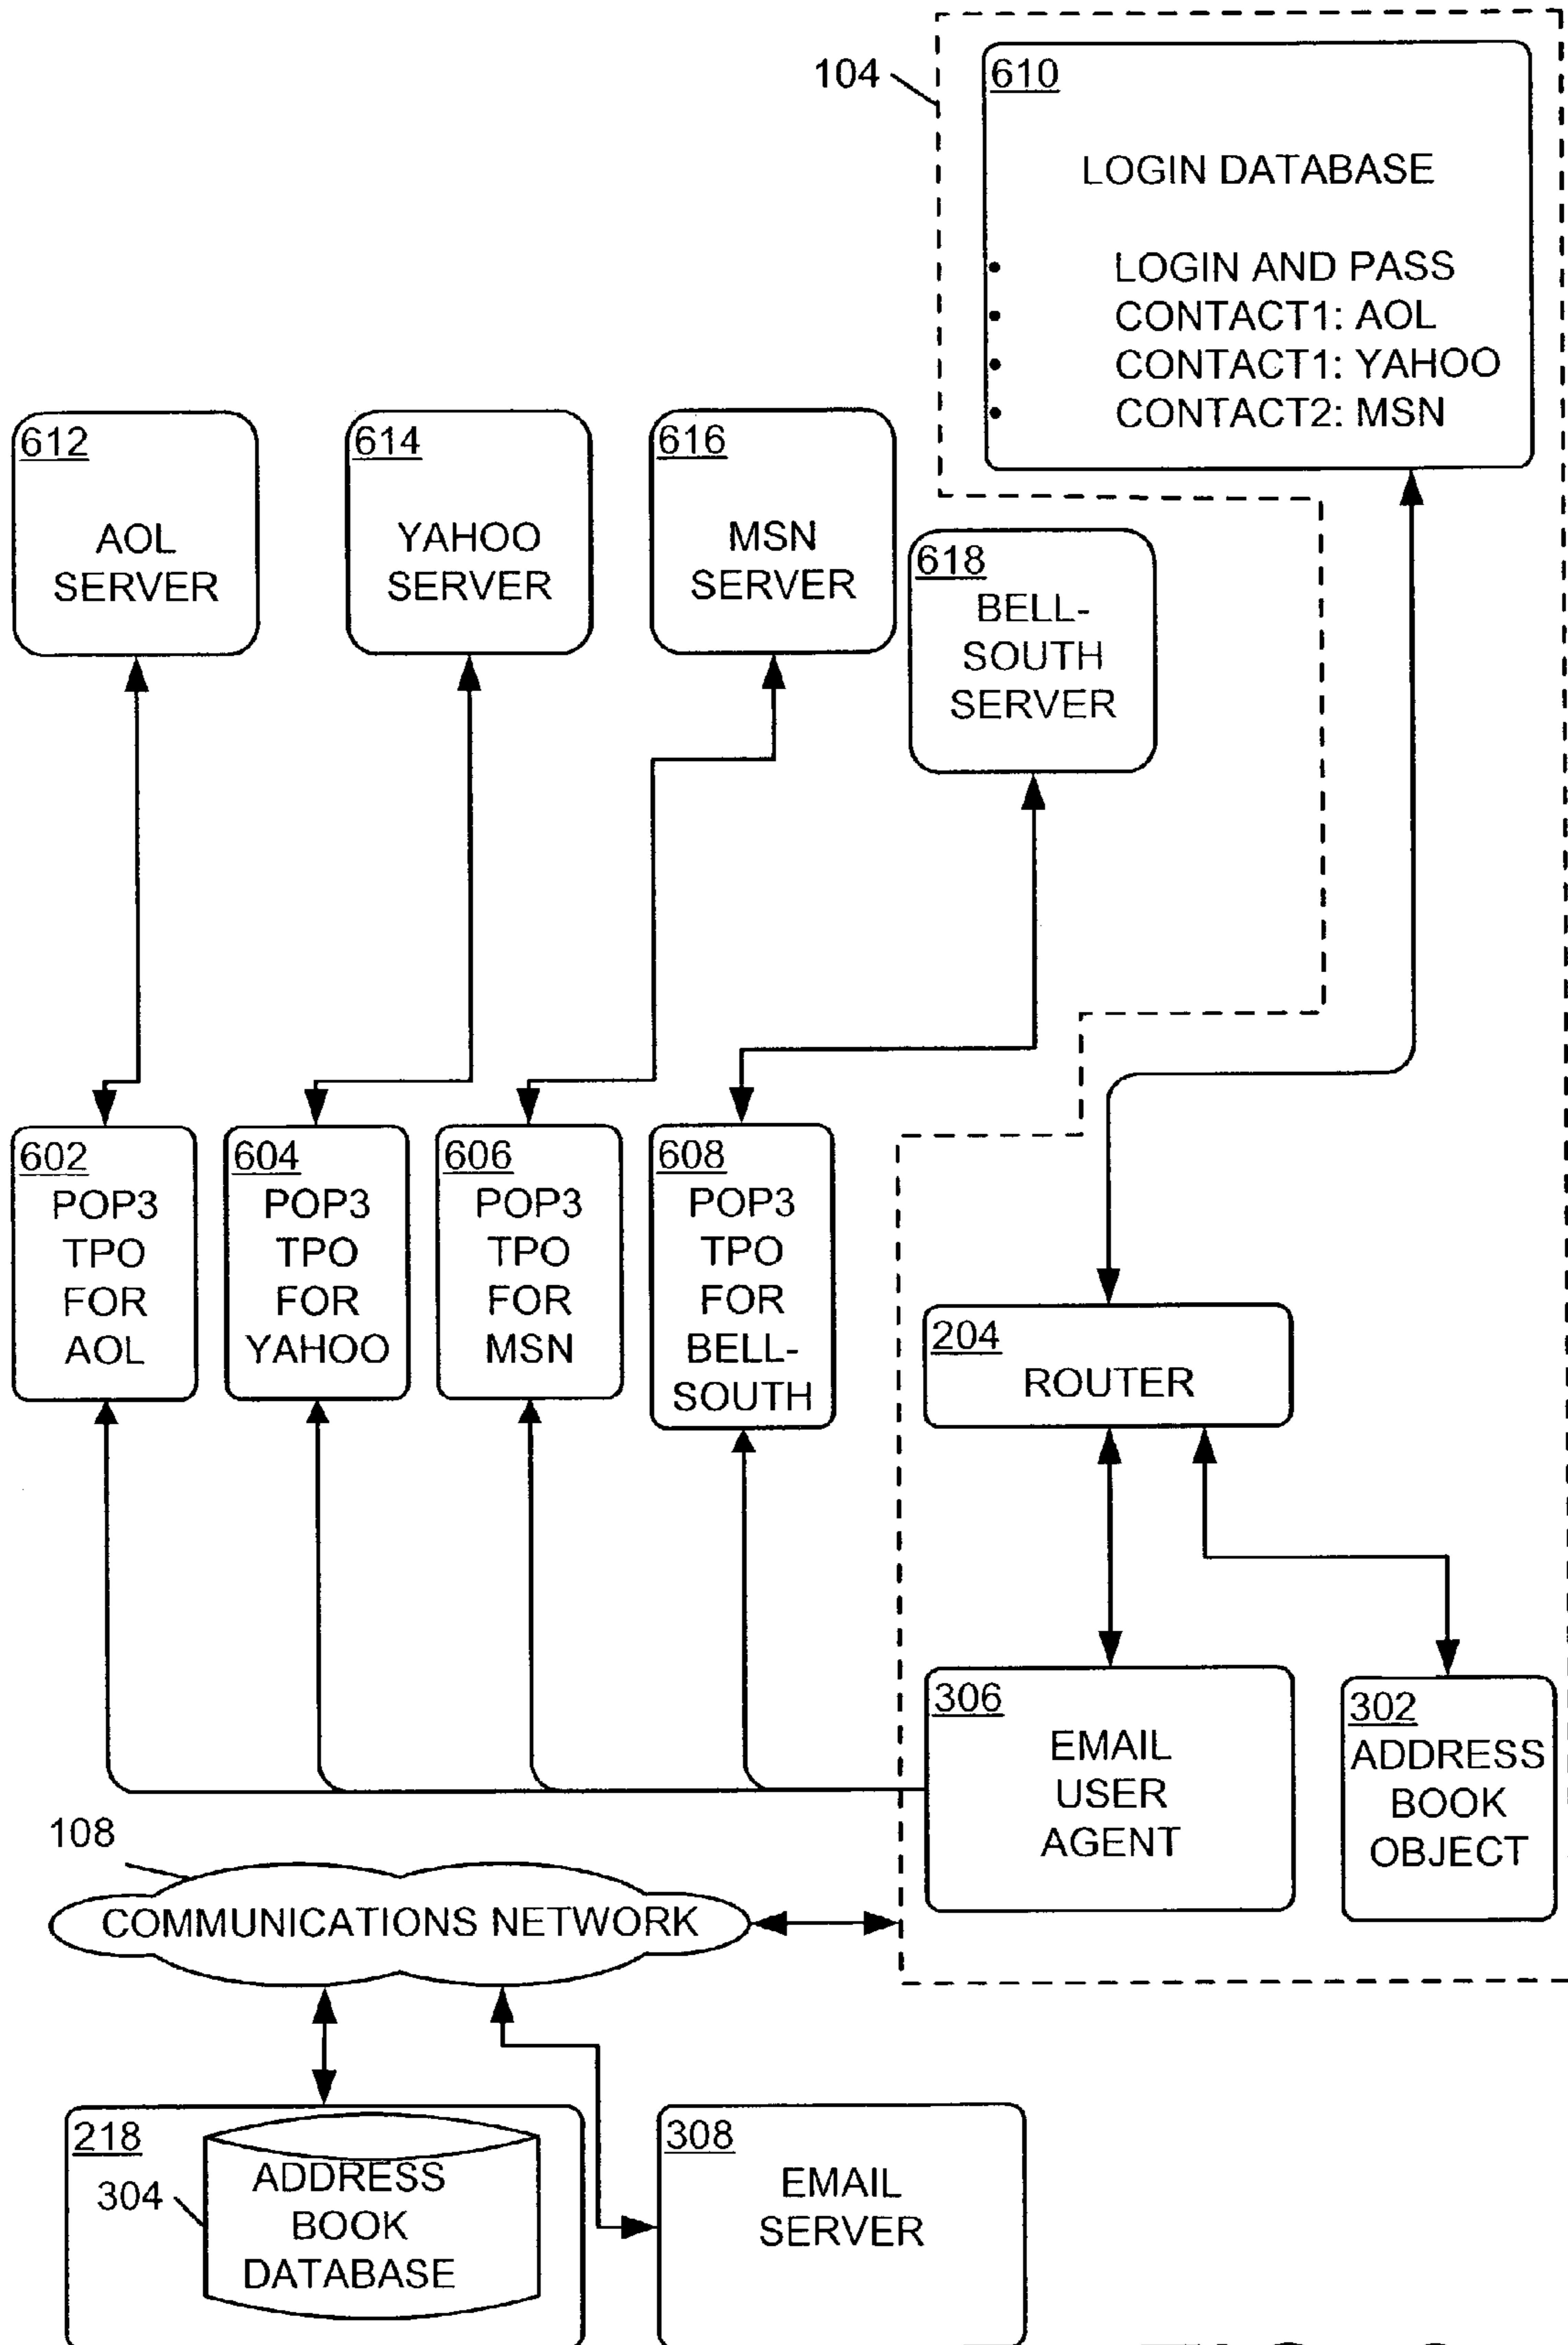 104
610
LOGIN DATABASE
• LOGIN AND PASS
• CONTACT1: AOL
• CONTACT1: YAHOO
• CONTACT2: MSN
612
AOL
SERVER
614
YAHOO
SERVER
616
MSN
SERVER
618
BELL-
SOUTH
SERVER
602
POP3
TPO
FOR
AOL
604
POP3
TPO
FOR
YAHOO
606
POP3
TPO
FOR
MSN
608
POP3
TPO
FOR
BELL-
SOUTH
204
ROUTER
306
EMAIL
USER
AGENT
302
ADDRESS
BOOK
OBJECT
108
COMMUNICATIONS NETWORK
218
304
ADDRESS
BOOK
DATABASE
308
EMAIL
SERVER